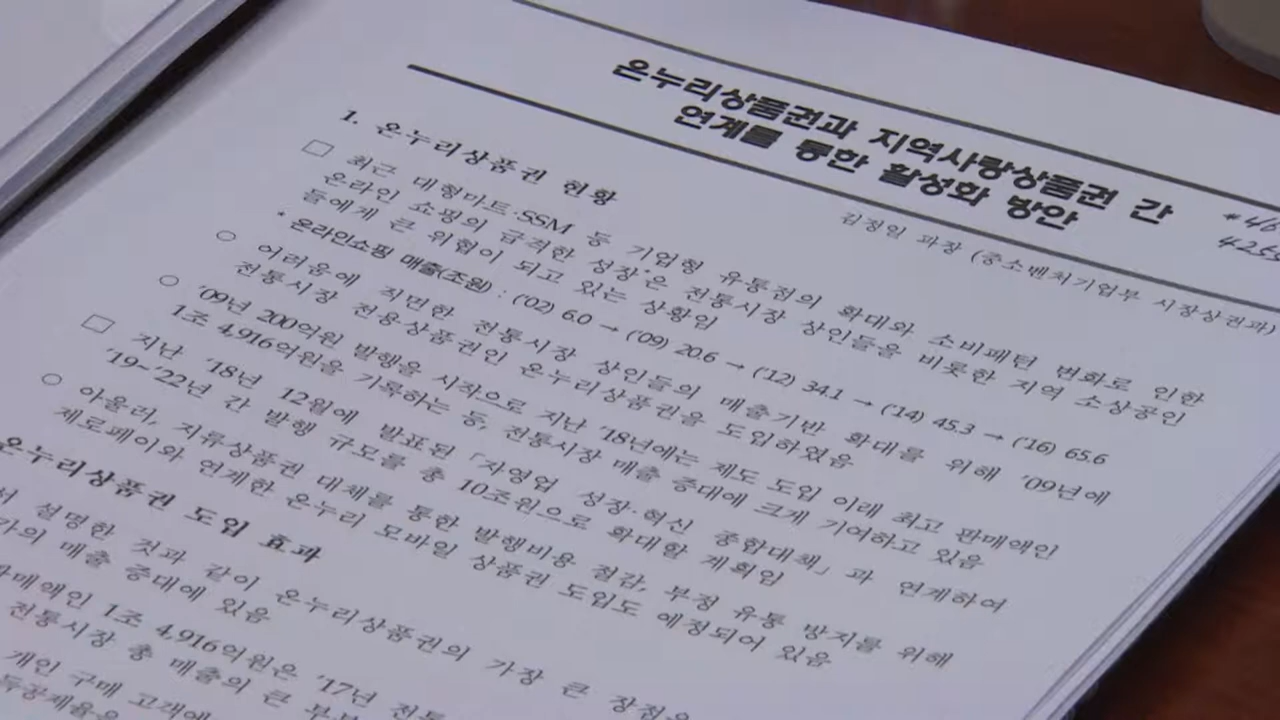 온누리상품권과 지역사랑상품권 간
연계를 통한 활성화 방안
김정일 과장 (중소벤처기업부 시장상권과)
1. 온누리상품권 현황
□ 최근 대형마트·SSM 등 기업형 유통점의 확대와 소비패턴 변화로 인한
온라인 쇼핑의 급격한 성장*은 전통시장 상인들을 비롯한 지역 소상공인
들에게 큰 위협이 되고 있는 상황임
* 온라인쇼핑 매출(조원) : ('02) 6.0 → ('09) 20.6 → ('12) 34.1 → ('14) 45.3 → ('16) 65.6
○ 어려움에 직면한 전통시장 상인들의 매출기반 확대를 위해 '09년에
전통시장 전용상품권인 온누리상품권을 도입하였음
○ '09년 200억원 발행을 시작으로 지난 '18년에는 제도 도입 이래 최고 판매액인
1조 4,916억원을 기록하는 등, 전통시장 매출 증대에 크게 기여하고 있음
□ 지난 '18년 12월에 발표된 「자영업 성장·혁신 종합대책」과 연계하여
'19~'22년 간 발행 규모를 총 10조원으로 확대할 계획임
○ 아울러, 지류상품권 대체를 통한 발행비용 절감, 부정 유통 방지를 위해
제로페이와 연계한 온누리 모바일 상품권 도입도 예정되어 있음
온누리상품권 도입 효과
설명한 것과 같이 온누리상품권의 가장 큰 장점은
매출 증대에 있음
1조 4,916억원은 '17년
전통시장 총 매출의 큰
개인 구매 고객에